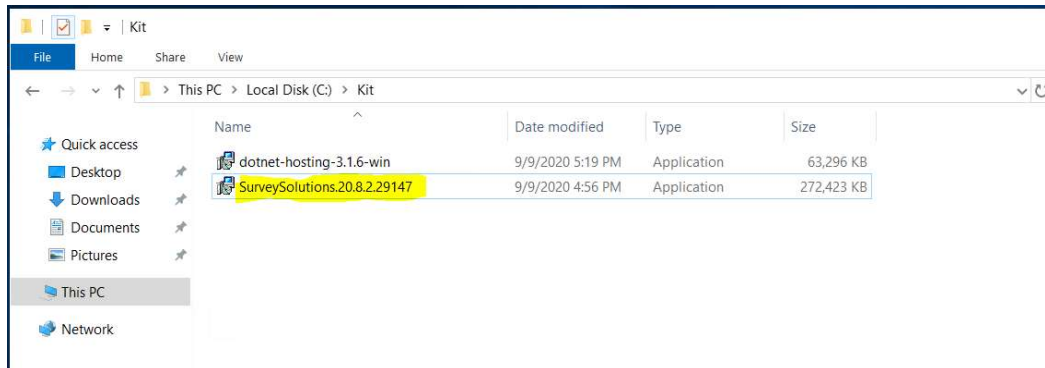 Kit
File Home Share View
This PC > Local Disk (C:) > Kit
Name Date modified Type Size
Quick access
Desktop
Downloads
Documents
Pictures
This PC
Network
dotnet-hosting-3.1.6-win 9/9/2020 5:19 PM Application 63,296 KB
SurveySolutions.20.8.2.29147 9/9/2020 4:56 PM Application 272,423 KB